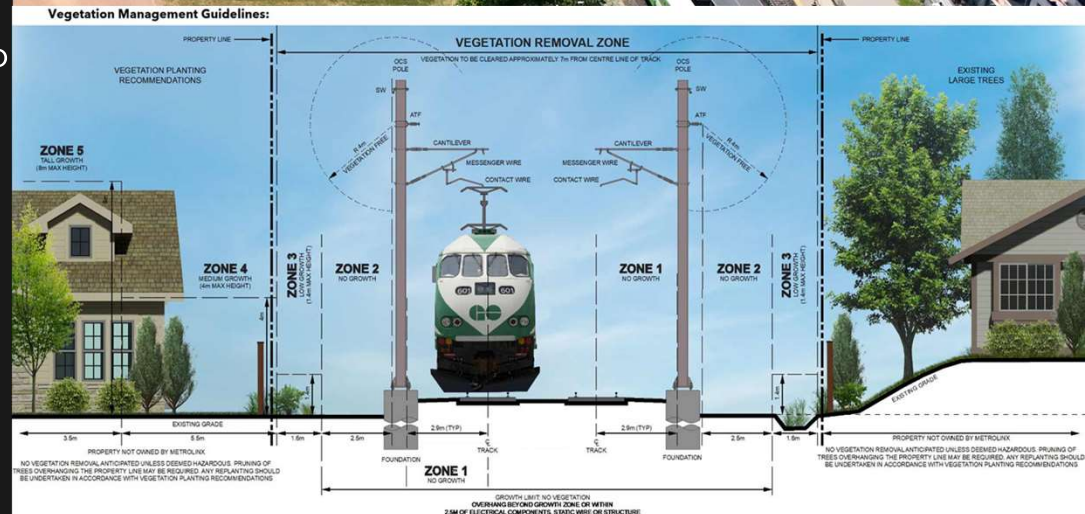 Vegetation Management Guidelines:
PROPERTY LINE
VEGETATION REMOVAL ZONE
VEGETATION TO BE CLEARED APPROXIMATELY 7m FROM CENTRE LINE OF TRACK
PROPERTY LINE
VEGETATION PLANTING
RECOMMENDATIONS
OCS
POLE
OCS
POLE
EXISTING
LARGE TREES
SW
SW
ATF
ATF
R 4m
VEGETATION FREE
R 4m
VEGETATION FREE
CANTILEVER
CANTILEVER
MESSENGER WIRE
MESSENGER WIRE
CONTACT WIRE
CONTACT WIRE
ZONE 5
TALL GROWTH
(8m MAX HEIGHT)
ZONE 4
MEDIUM GROWTH
(4m MAX HEIGHT)
ZONE 3
LOW GROWTH
(1.4m MAX HEIGHT)
ZONE 2
NO GROWTH
ZONE 1
NO GROWTH
ZONE 2
NO GROWTH
ZONE 3
LOW GROWTH
(1.4m MAX HEIGHT)
601
601
GO
4m
1.4m
1.4m
EXISTING GRADE
EXISTING GRADE
3.5m
5.5m
1.6m
2.5m
2.9m (TYP)
2.9m (TYP)
2.5m
1.6m
FOUNDATION
TRACK
TRACK
FOUNDATION
PROPERTY NOT OWNED BY METROLINX
NO VEGETATION REMOVAL ANTICIPATED UNLESS DEEMED HAZARDOUS. PRUNING OF
TREES OVERHANGING THE PROPERTY LINE MAY BE REQUIRED. ANY REPLANTING SHOULD
BE UNDERTAKEN IN ACCORDANCE WITH VEGETATION PLANTING RECOMMENDATIONS
PROPERTY NOT OWNED BY METROLINX
NO VEGETATION REMOVAL ANTICIPATED UNLESS DEEMED HAZARDOUS. PRUNING OF
TREES OVERHANGING THE PROPERTY LINE MAY BE REQUIRED. ANY REPLANTING SHOULD
BE UNDERTAKEN IN ACCORDANCE WITH VEGETATION PLANTING RECOMMENDATIONS
ZONE 1
NO GROWTH
GROWTH LIMIT: NO VEGETATION
OVERHANG BEYOND GROWTH ZONE OR WITHIN
2.5M OF ELECTRICAL COMPONENTS, STATIC WIRE OR STRUCTURE